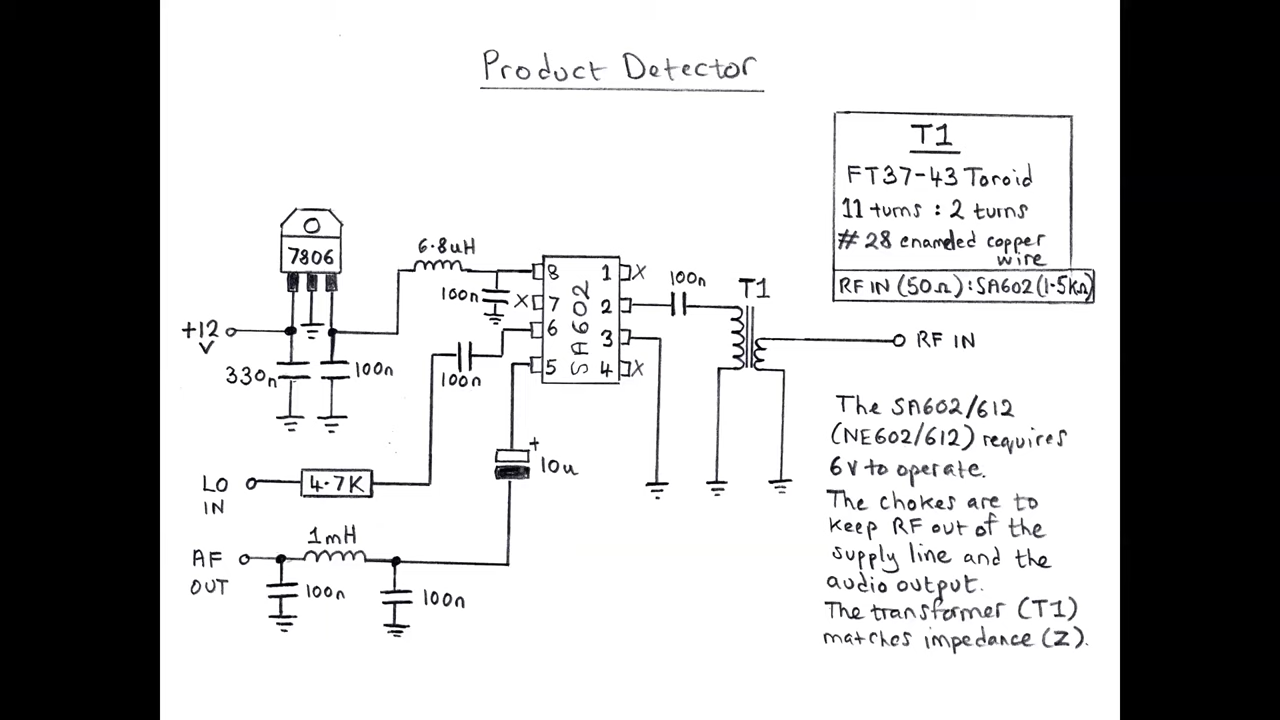 Product Detector
T1
FT37-43 Toroid
11 turns : 2 turns
# 28 enameled copper
wire
RF IN (50Ω) : SA602 (1.5kΩ)
7806
6.8uH
100n
+12
V
330n
100n
100n
8
7
6
5
X
SA602
1
2
3
4
X
X
100n
T1
RF IN
+
10u
LO
IN
4.7K
AF
OUT
1mH
100n
100n
The SA602/612
(NE602/612) requires
6v to operate.
The chokes are to
keep RF out of the
supply line and the
audio output.
The transformer (T1)
matches impedance (Z).